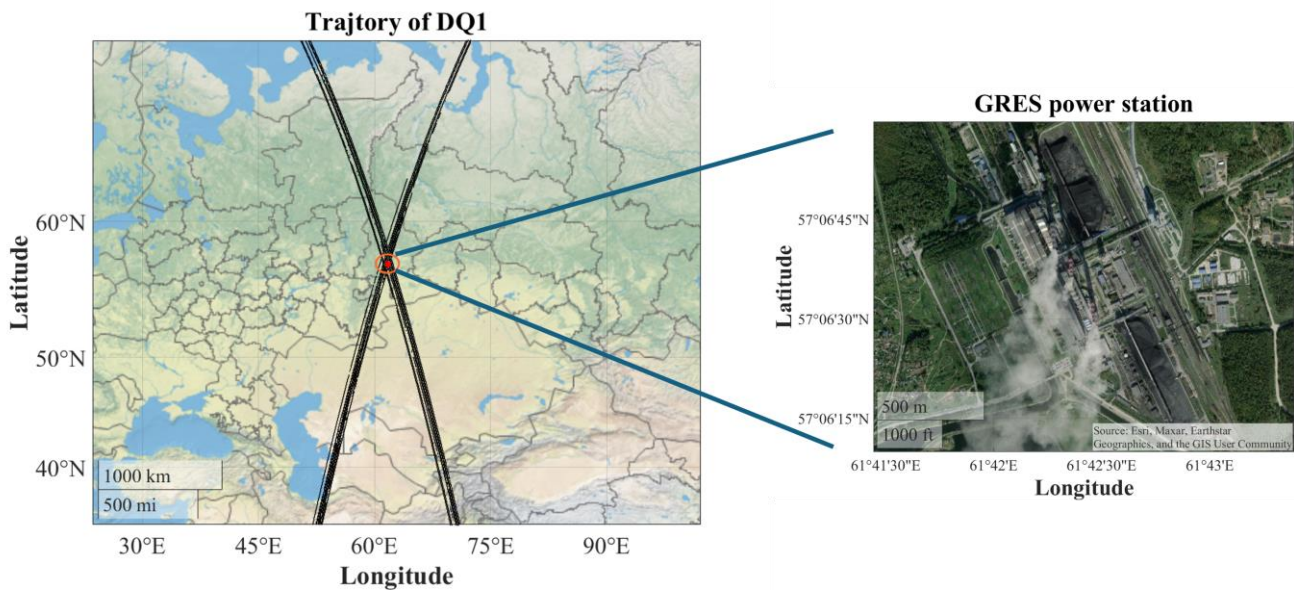 Trajtory of DQ1
Latitude
60°N
50°N
40°N
1000 km
500 mi
30°E
45°E
60°E
75°E
90°E
Longitude
GRES power station
Latitude
57°06'45"N
57°06'30"N
57°06'15"N
500 m
1000 ft
Source: Esri, Maxar, Earthstar
Geographics, and the GIS User Community
61°41'30"E
61°42'E
61°42'30"E
61°43'E
Longitude